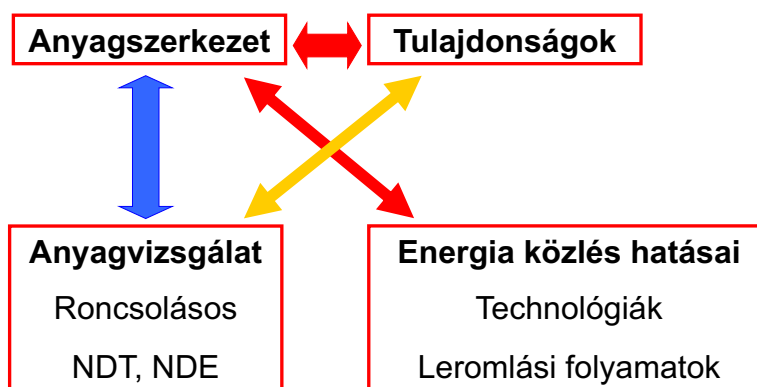 Anyagszerkezet
Tulajdonságok
Anyagvizsgálat
Roncsolásos
NDT, NDE
Energia közlés hatásai
Technológiák
Leromlási folyamatok